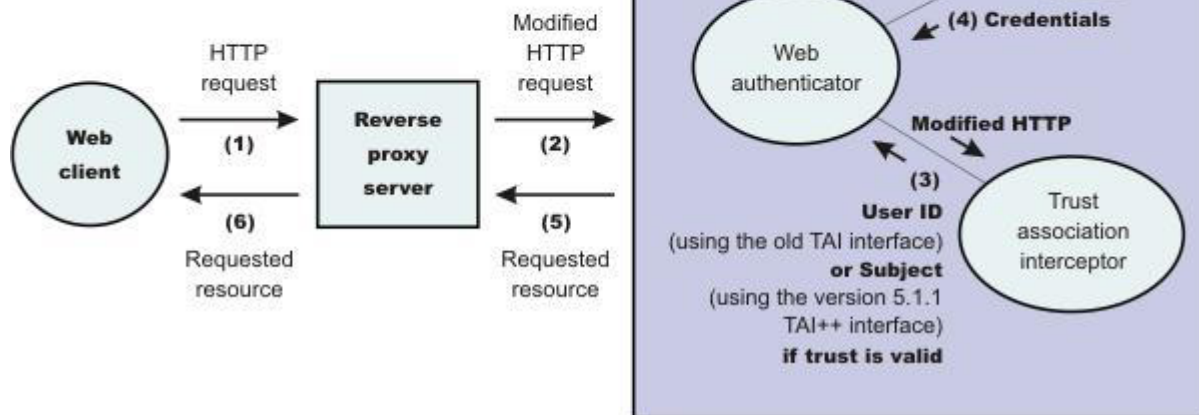 HTTP
request
(1)
Web
client
(6)
Requested
resource
Reverse
proxy
server
Modified
HTTP
request
(2)
(5)
Requested
resource
(4) Credentials
Web
authenticator
Modified HTTP
(3)
User ID
(using the old TAI interface)
or Subject
(using the version 5.1.1
TAI++ interface)
if trust is valid
Trust
association
interceptor